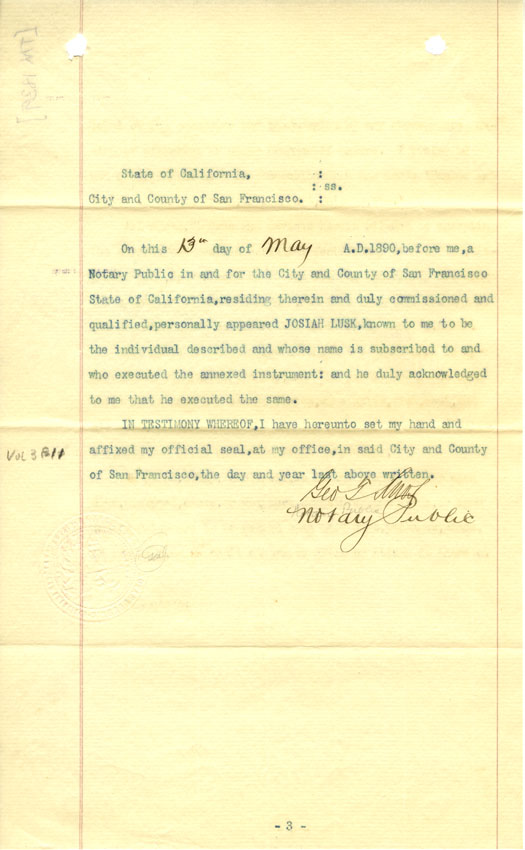 State of California, :
: ss.
City and County of San Francisco. :
On this 13th day of May A.D.1890,before me,a
Notary Public in and for the City and County of San Francisco
State of California,residing therein and duly commissioned and
qualified,personally appeared JOSIAH LUSK,known to me to be
the individual described and whose name is subscribed to and
who executed the annexed instrument: and he duly acknowledged
to me that he executed the same.
IN TESTIMONY WHEREOF,I have hereunto set my hand and
affixed my official seal,at my office,in said City and County
Vol 3
of San Francisco,the day and year last above written.
Geo T Knox
Notary Public
- 3 -